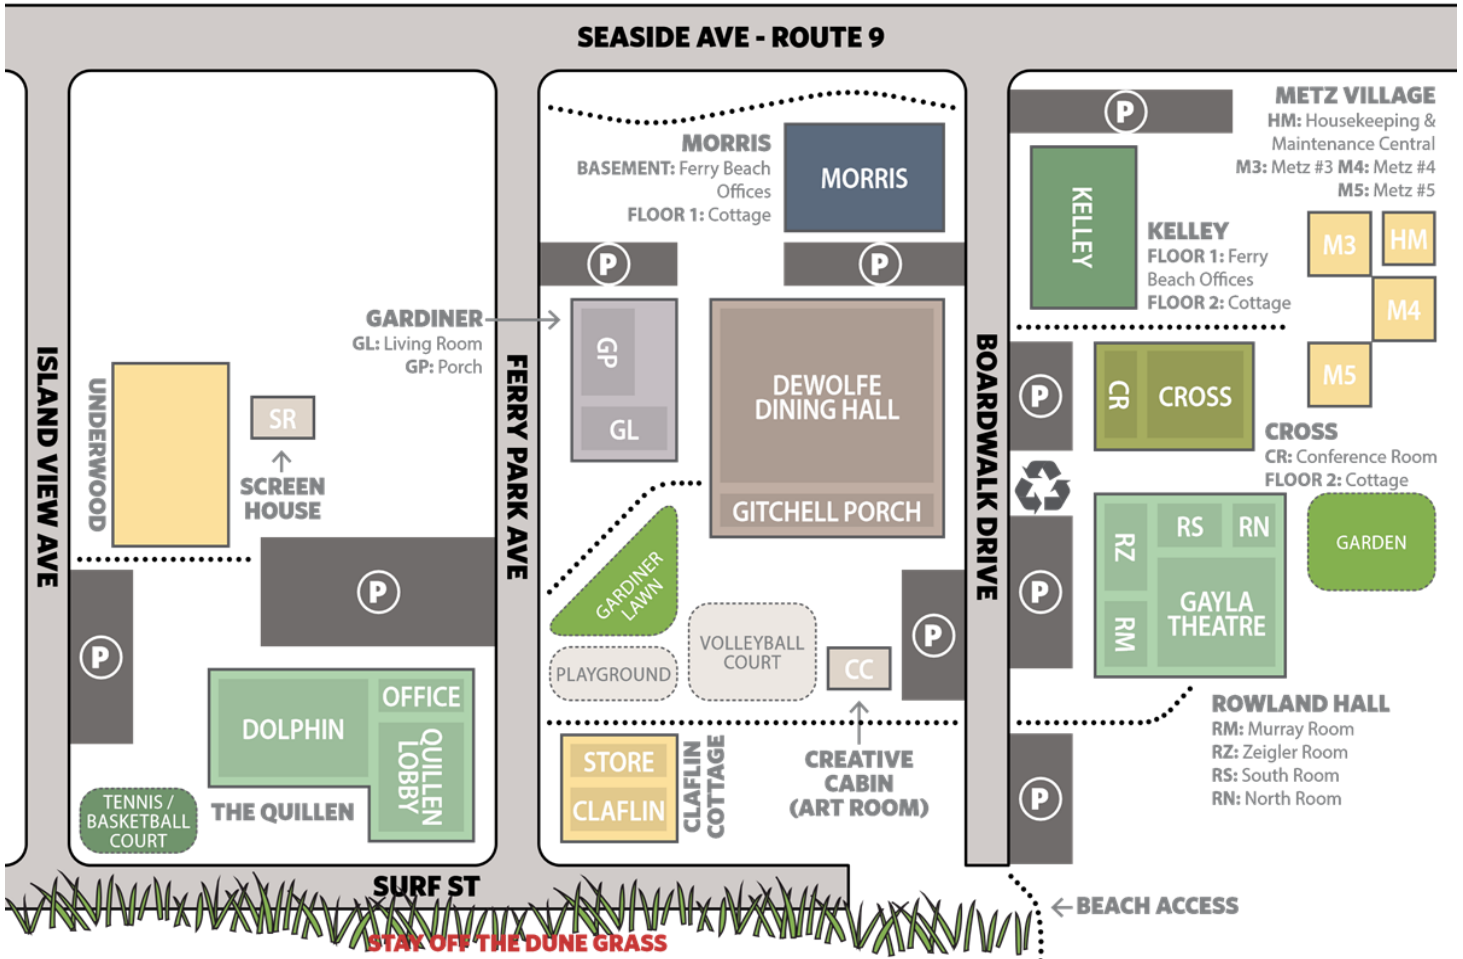 SEASIDE AVE - ROUTE 9
ISLAND VIEW AVE
FERRY PARK AVE
BOARDWALK DRIVE
SURF ST
STAY OFF THE DUNE GRASS
UNDERWOOD
SR
SCREEN
HOUSE
P
P
DOLPHIN
OFFICE
QUILLEN
LOBBY
THE QUILLEN
TENNIS /
BASKETBALL
COURT
MORRIS
BASEMENT: Ferry Beach
Offices
FLOOR 1: Cottage
MORRIS
P
P
GARDINER
GL: Living Room
GP: Porch
GP
GL
DEWOLFE
DINING HALL
GITCHELL PORCH
GARDINER
LAWN
PLAYGROUND
VOLLEYBALL
COURT
CC
P
CREATIVE
CABIN
(ART ROOM)
STORE
CLAFLIN
CLAFLIN
COTTAGE
P
KELLEY
KELLEY
FLOOR 1: Ferry
Beach Offices
FLOOR 2: Cottage
METZ VILLAGE
HM: Housekeeping &
Maintenance Central
M3: Metz #3 M4: Metz #4
M5: Metz #5
M3
HM
M4
M5
P
CR
CROSS
CROSS
CR: Conference Room
FLOOR 2: Cottage
P
RZ
RS
RN
RM
GAYLA
THEATRE
GARDEN
ROWLAND HALL
RM: Murray Room
RZ: Zeigler Room
RS: South Room
RN: North Room
P
BEACH ACCESS